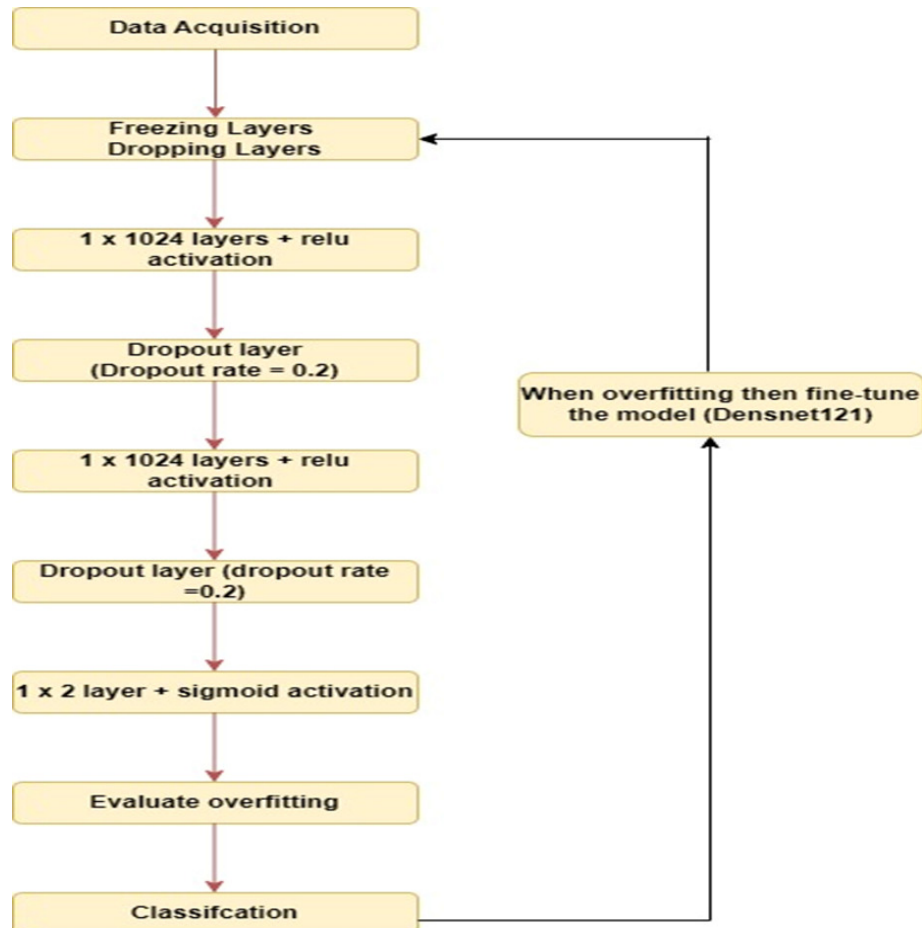 Data Acquisition
Freezing Layers
Dropping Layers
1 x 1024 layers + relu
activation
Dropout layer
(Dropout rate = 0.2)
1 x 1024 layers + relu
activation
Dropout layer (dropout rate
=0.2)
1 x 2 layer + sigmoid activation
Evaluate overfitting
Classifcation
When overfitting then fine-tune
the model (Densnet121)